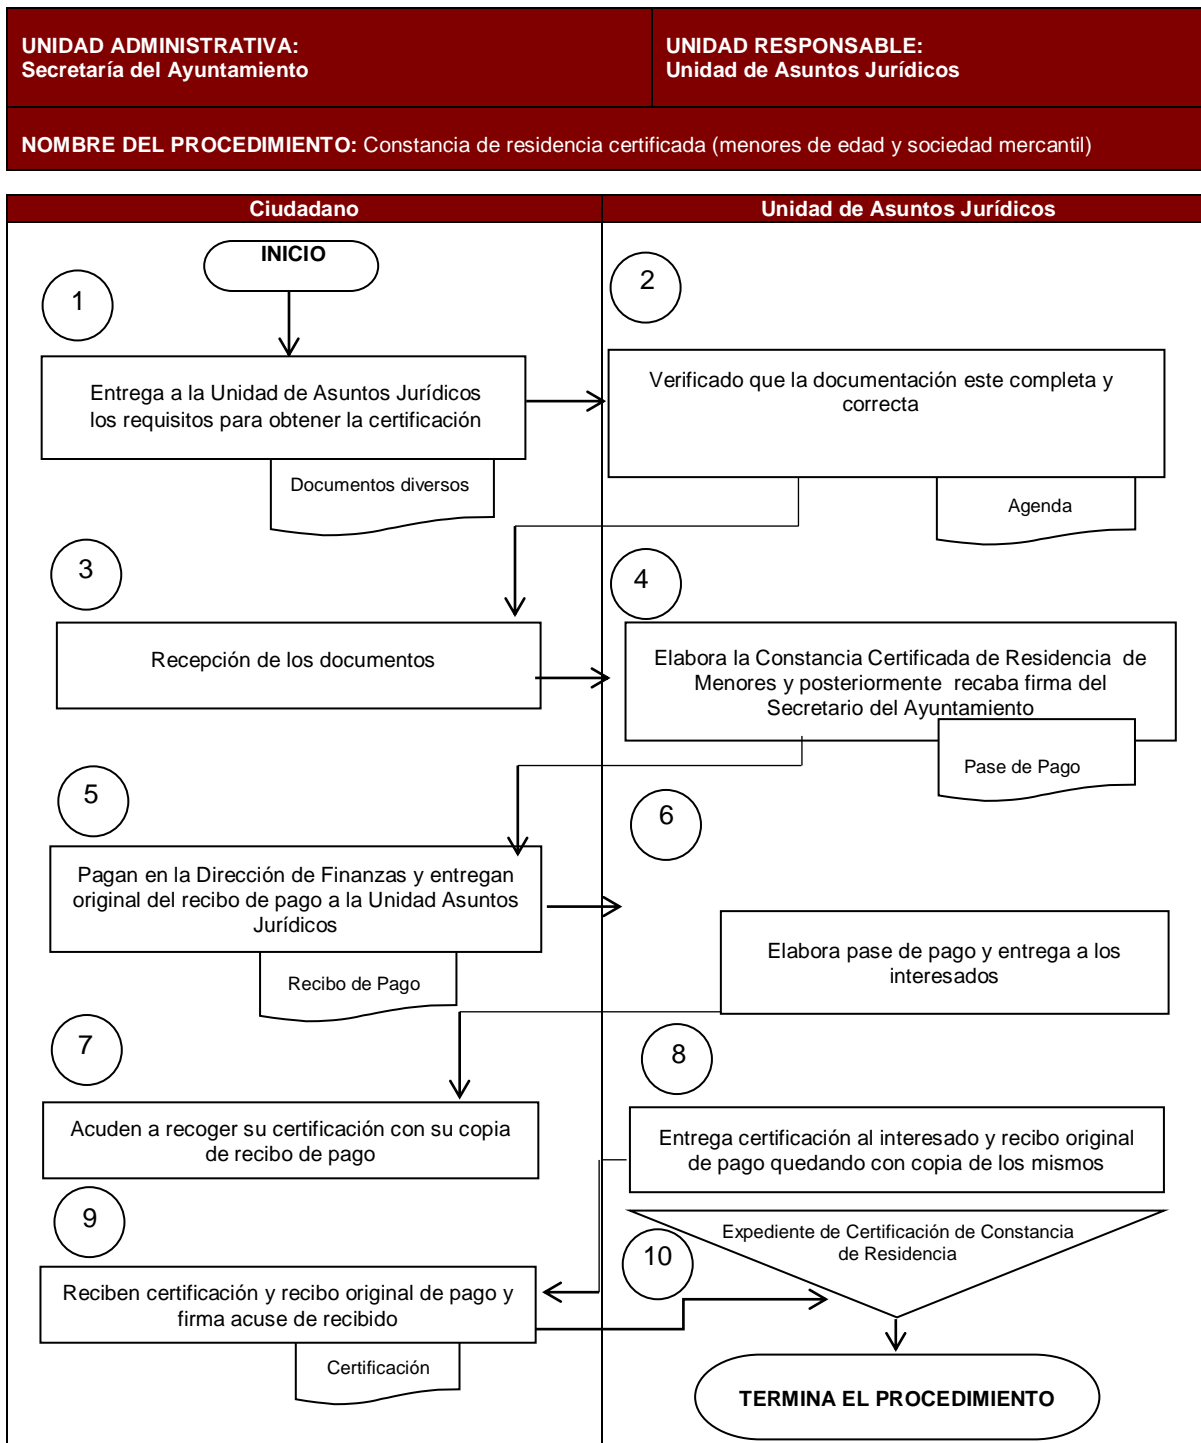 UNIDAD ADMINISTRATIVA:
Secretaría del Ayuntamiento
UNIDAD RESPONSABLE:
Unidad de Asuntos Jurídicos
NOMBRE DEL PROCEDIMIENTO: Constancia de residencia certificada (menores de edad y sociedad mercantil)
Ciudadano
Unidad de Asuntos Jurídicos
INICIO
1
Entrega a la Unidad de Asuntos Jurídicos
los requisitos para obtener la certificación
Documentos diversos
2
Verificado que la documentación este completa y
correcta
Agenda
3
Recepción de los documentos
4
Elabora la Constancia Certificada de Residencia de
Menores y posteriormente recaba firma del
Secretario del Ayuntamiento
Pase de Pago
5
Pagan en la Dirección de Finanzas y entregan
original del recibo de pago a la Unidad Asuntos
Jurídicos
Recibo de Pago
6
Elabora pase de pago y entrega a los
interesados
7
Acuden a recoger su certificación con su copia
de recibo de pago
8
Entrega certificación al interesado y recibo original
de pago quedando con copia de los mismos
9
Reciben certificación y recibo original de pago y
firma acuse de recibido
Certificación
10
Expediente de Certificación de Constancia
de Residencia
TERMINA EL PROCEDIMIENTO